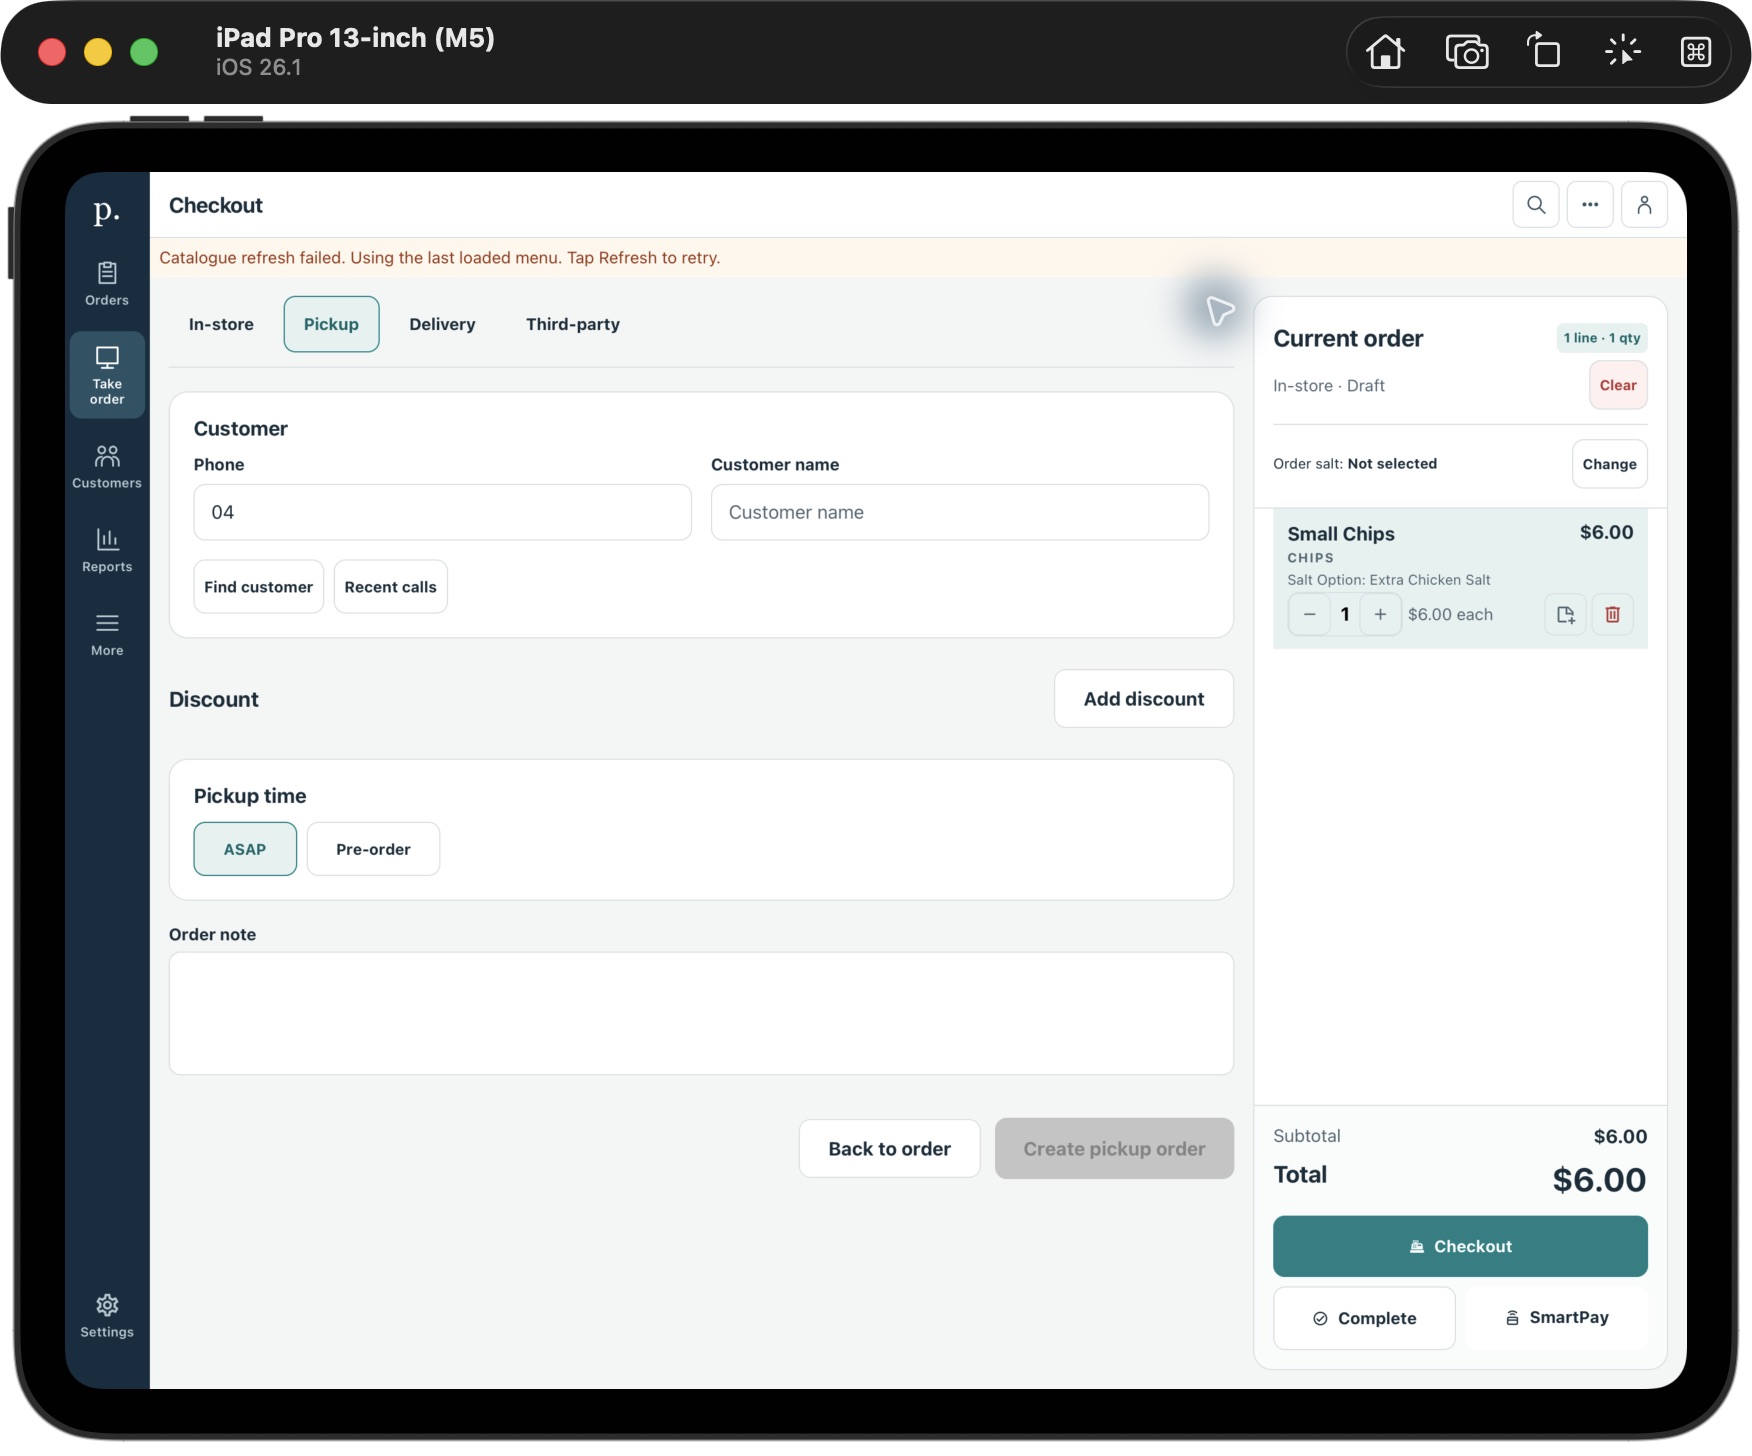 iPad Pro 13-inch (M5)
iOS 26.1
p.
Orders
Take
order
Customers
Reports
More
Settings
Checkout
Catalogue refresh failed. Using the last loaded menu. Tap Refresh to retry.
In-store
Pickup
Delivery
Third-party
Customer
Phone
Customer name
04
Customer name
Find customer
Recent calls
Discount
Add discount
Pickup time
ASAP
Pre-order
Order note
Back to order
Create pickup order
Current order
1 line · 1 qty
In-store · Draft
Clear
Order salt: Not selected
Change
Small Chips
$6.00
CHIPS
Salt Option: Extra Chicken Salt
− 1 + $6.00 each
Subtotal
$6.00
Total
$6.00
Checkout
Complete
SmartPay